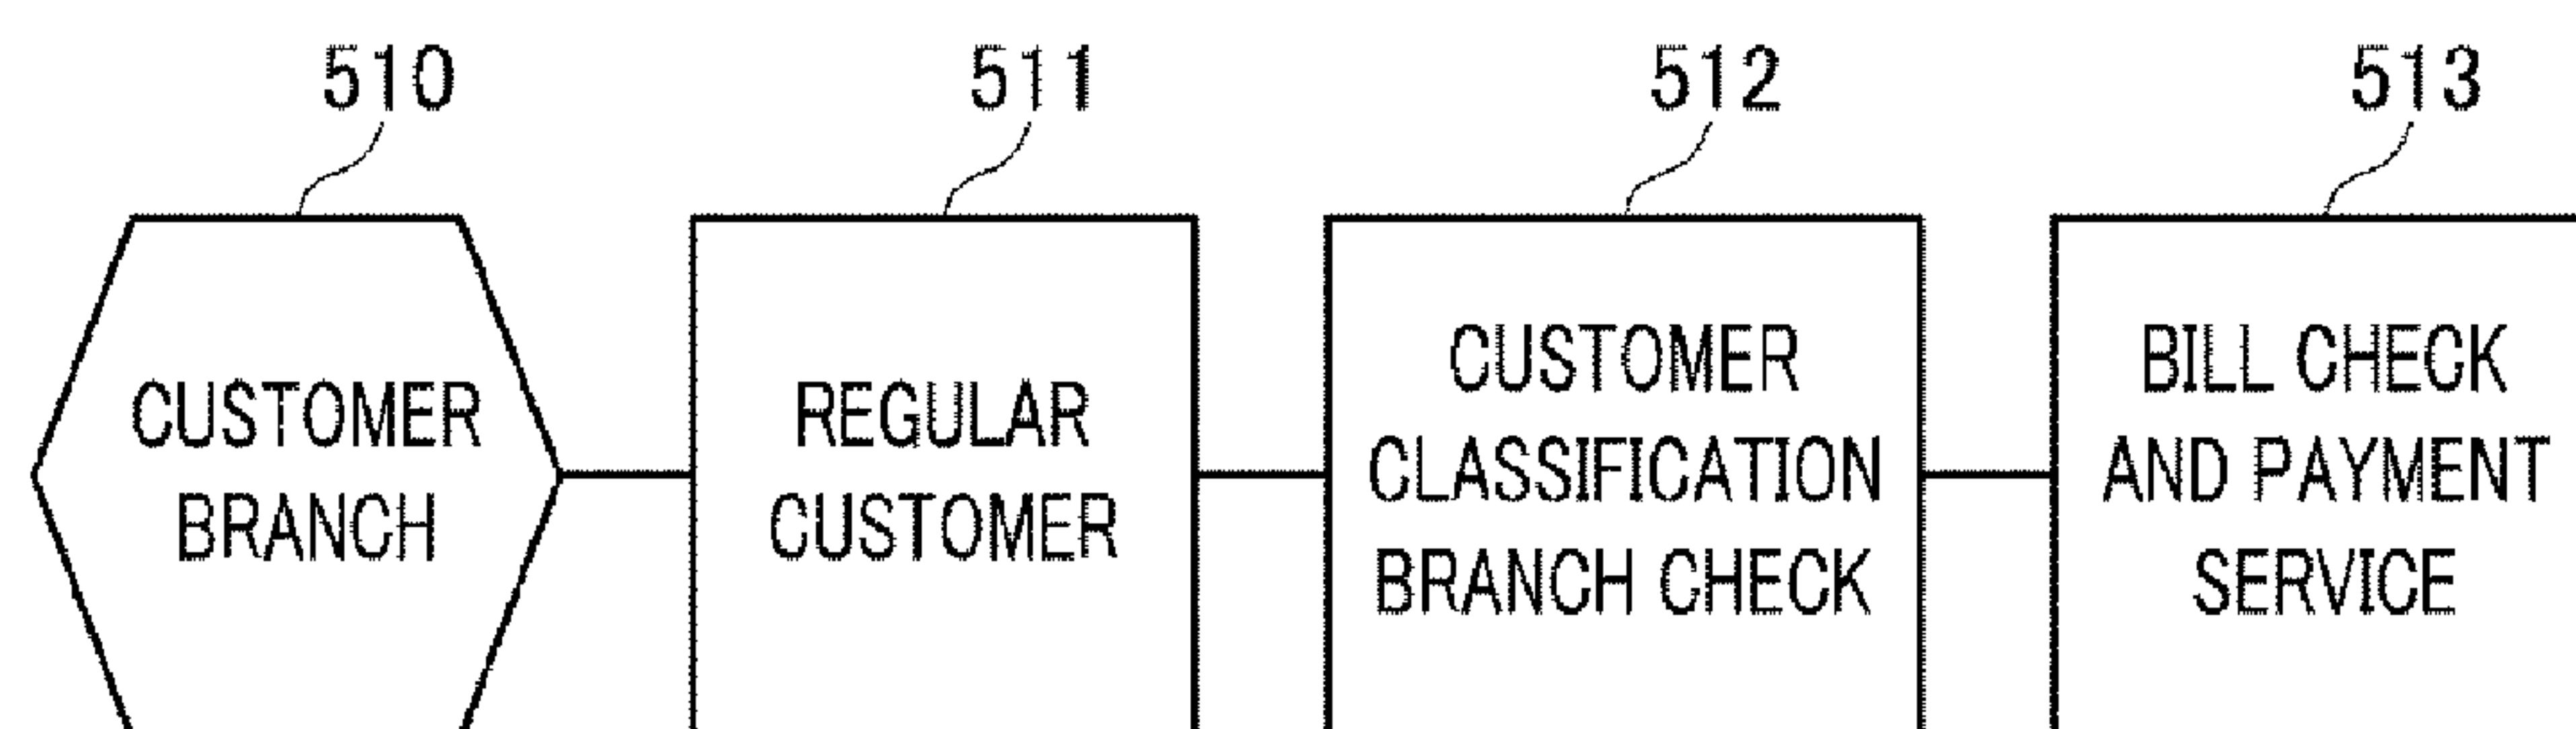 510
511
512
513
CUSTOMER
BRANCH
REGULAR
CUSTOMER
CUSTOMER
CLASSIFICATION
BRANCH CHECK
BILL CHECK
AND PAYMENT
SERVICE